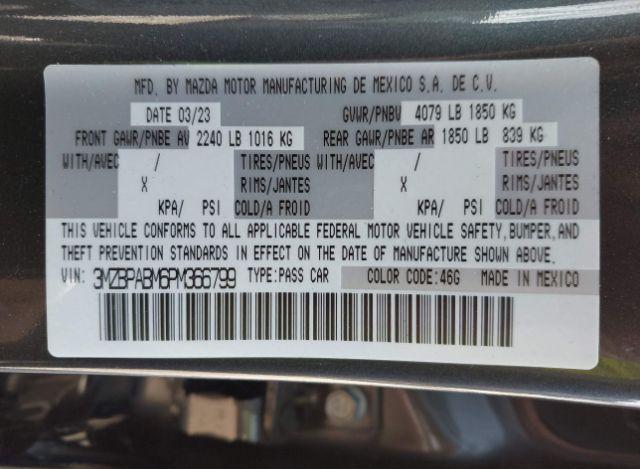 MFD. BY MAZDA MOTOR MANUFACTURING DE MEXICO S.A. DE C.V.
DATE 03/23 GVWR/PNBV 4079 LB 1850 KG
FRONT GAWR/PNBE AV 2240 LB 1016 KG REAR GAWR/PNBE AR 1850 LB 839 KG
WITH/AVEC / TIRES/PNEUS WITH/AVEC / TIRES/PNEUS
X RIMS/JANTES X RIMS/JANTES
KPA/ PSI COLD/A FROID KPA/ PSI COLD/A FROID
THIS VEHICLE CONFORMS TO ALL APPLICABLE FEDERAL MOTOR VEHICLE SAFETY, BUMPER, AND
THEFT PREVENTION STANDARDS IN EFFECT ON THE DATE OF MANUFACTURE SHOWN ABOVE.
VIN: 3MZBPABM6PM366799 TYPE:PASS CAR COLOR CODE:46G MADE IN MEXICO